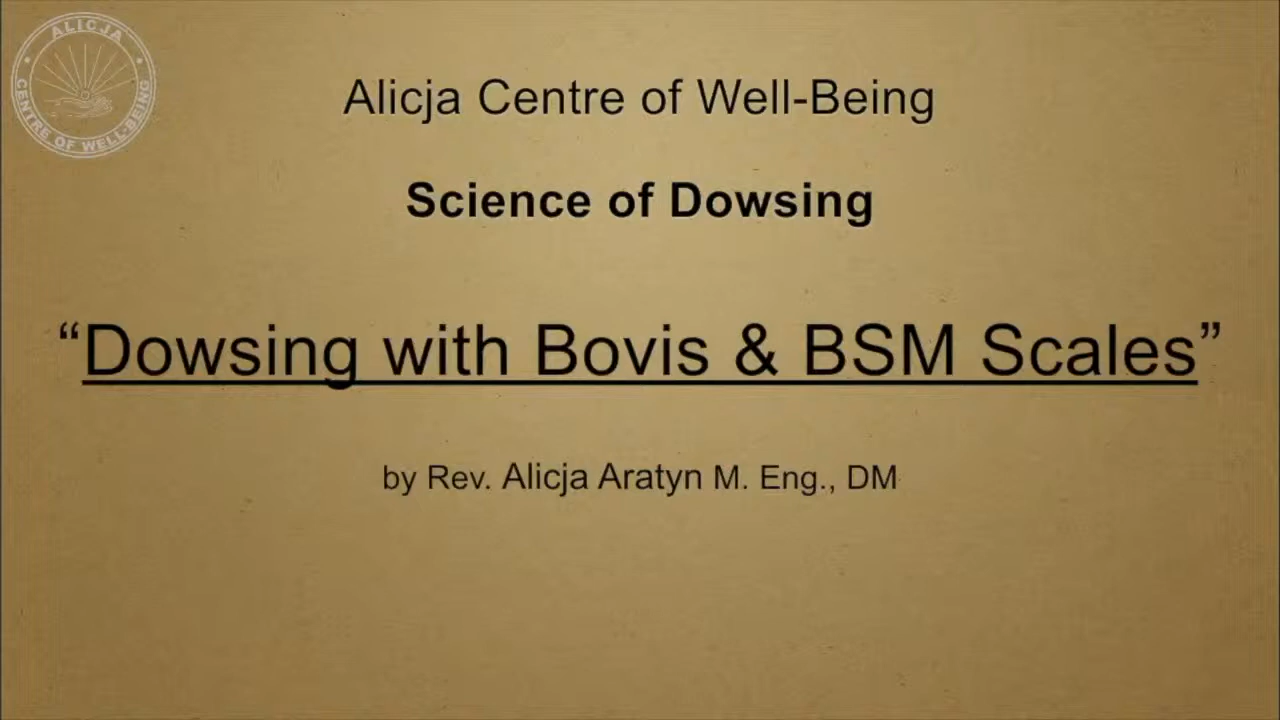 ALICJA
CENTRE OF WELL-BEING
Alicja Centre of Well-Being
Science of Dowsing
“Dowsing with Bovis & BSM Scales”
by Rev. Alicja Aratyn M. Eng., DM